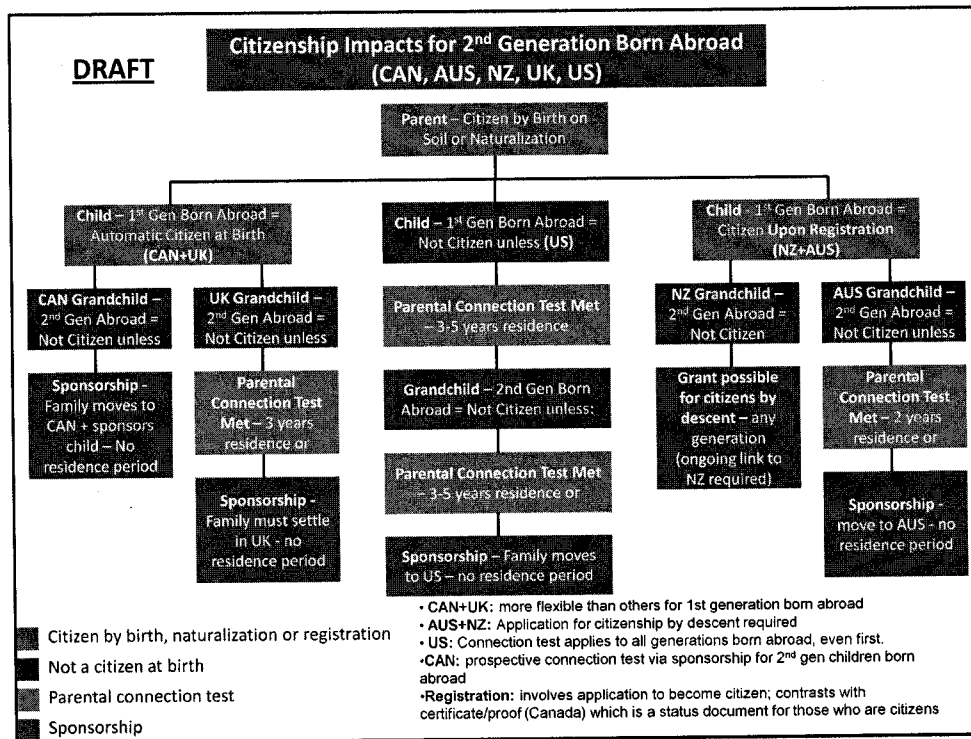 DRAFT
Citizenship Impacts for 2nd Generation Born Abroad
(CAN, AUS, NZ, UK, US)
Parent – Citizen by Birth on
Soil or Naturalization
Child – 1st Gen Born Abroad =
Automatic Citizen at Birth
(CAN+UK)
Child – 1st Gen Born Abroad =
Not Citizen unless (US)
Child - 1st Gen Born Abroad =
Citizen Upon Registration
(NZ+AUS)
CAN Grandchild –
2nd Gen Abroad =
Not Citizen unless
UK Grandchild –
2nd Gen Abroad =
Not Citizen unless
Parental Connection Test Met
– 3-5 years residence
NZ Grandchild –
2nd Gen Abroad =
Not Citizen
AUS Grandchild –
2nd Gen Abroad =
Not Citizen unless
Sponsorship -
Family moves to
CAN + sponsors
child – No
residence period
Parental
Connection Test
Met – 3 years
residence or
Grandchild – 2nd Gen Born
Abroad = Not Citizen unless:
Grant possible
for citizens by
descent – any
generation
(ongoing link to
NZ required)
Parental
Connection Test
Met – 2 years
residence or
Sponsorship -
Family must settle
in UK - no
residence period
Parental Connection Test Met
– 3-5 years residence or
Sponsorship -
move to AUS - no
residence period
Sponsorship – Family moves
to US – no residence period
Citizen by birth, naturalization or registration
Not a citizen at birth
Parental connection test
Sponsorship
• CAN+UK: more flexible than others for 1st generation born abroad
• AUS+NZ: Application for citizenship by descent required
• US: Connection test applies to all generations born abroad, even first.
•CAN: prospective connection test via sponsorship for 2nd gen children born
abroad
•Registration: involves application to become citizen; contrasts with
certificate/proof (Canada) which is a status document for those who are citizens